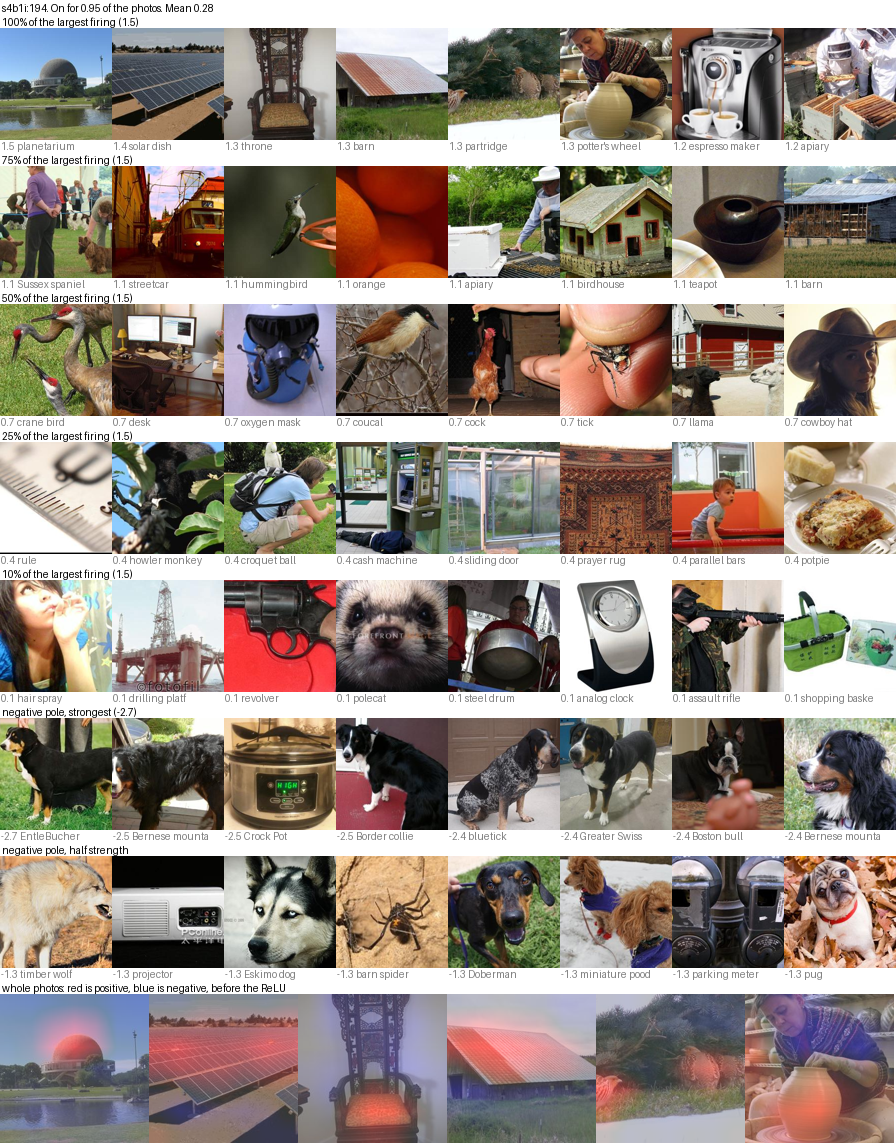 s4b1i:194. On for 0.95 of the photos. Mean 0.28
100% of the largest firing (1.5)
1.5 planetarium
1.4 solar dish
1.3 throne
1.3 barn
1.3 partridge
1.3 potter's wheel
1.2 espresso maker
1.2 apiary
75% of the largest firing (1.5)
1.1 Sussex spaniel
1.1 streetcar
1.1 hummingbird
1.1 orange
1.1 apiary
1.1 birdhouse
1.1 teapot
1.1 barn
50% of the largest firing (1.5)
0.7 crane bird
0.7 desk
0.7 oxygen mask
0.7 coucal
0.7 cock
0.7 tick
0.7 llama
0.7 cowboy hat
25% of the largest firing (1.5)
0.4 rule
0.4 howler monkey
0.4 croquet ball
0.4 cash machine
0.4 sliding door
0.4 prayer rug
0.4 parallel bars
0.4 potpie
10% of the largest firing (1.5)
©fotofil
0.1 hair spray
0.1 drilling platf
0.1 revolver
0.1 polecat
0.1 steel drum
0.1 analog clock
0.1 assault rifle
0.1 shopping baske
negative pole, strongest (-2.7)
HIGH
-2.7 EntleBucher
-2.5 Bernese mounta
-2.5 Crock Pot
-2.5 Border collie
-2.4 bluetick
-2.4 Greater Swiss
-2.4 Boston bull
-2.4 Bernese mounta
negative pole, half strength
PConline
-1.3 timber wolf
-1.3 projector
-1.3 Eskimo dog
-1.3 barn spider
-1.3 Doberman
-1.3 miniature pood
-1.3 parking meter
-1.3 pug
whole photos: red is positive, blue is negative, before the ReLU